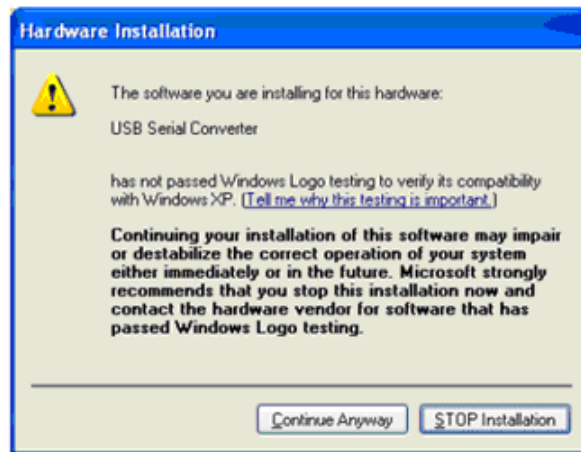 Hardware Installation
The software you are installing for this hardware:
USB Serial Converter
has not passed Windows Logo testing to verify its compatibility
with Windows XP. (Tell me why this testing is important.)
Continuing your installation of this software may impair
or destabilize the correct operation of your system
either immediately or in the future. Microsoft strongly
recommends that you stop this installation now and
contact the hardware vendor for software that has
passed Windows Logo testing.
Continue Anyway
STOP Installation